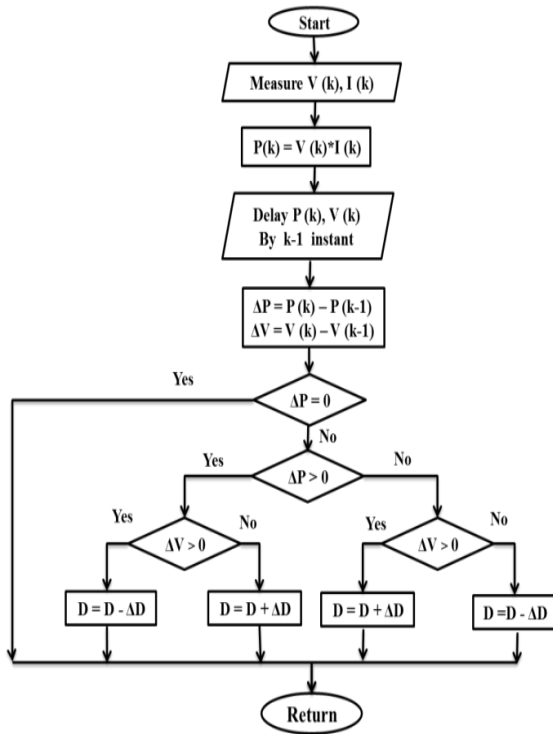 Start
Measure V (k), I (k)
P(k) = V (k)*I (k)
Delay P (k), V (k)
By k-1 instant
ΔP = P (k) – P (k-1)
ΔV = V (k) – V (k-1)
Yes
ΔP = 0
No
Yes
ΔP > 0
No
Yes
ΔV > 0
No
Yes
ΔV > 0
No
D = D - ΔD
D = D + ΔD
D = D + ΔD
D =D - ΔD
Return